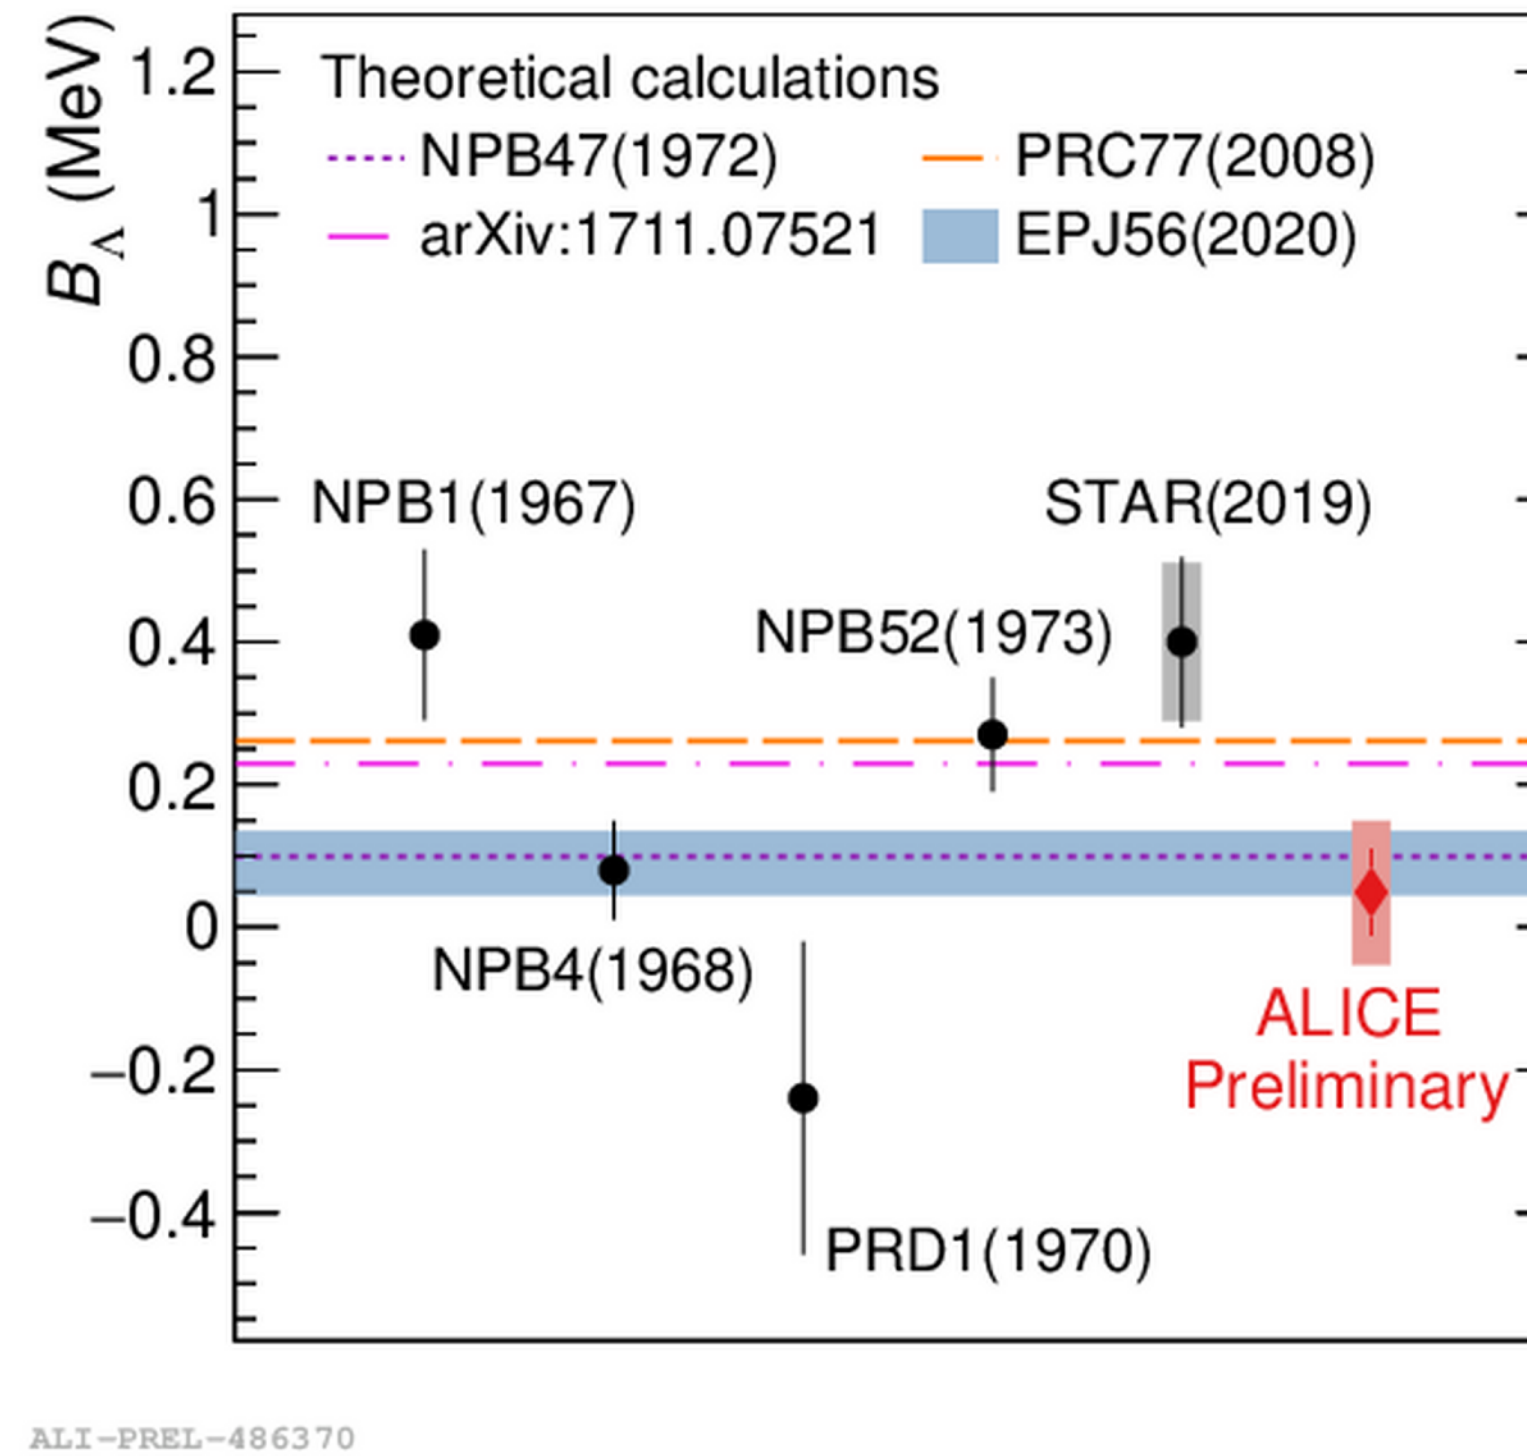 B_Λ (MeV)
1.2
1
0.8
0.6
0.4
0.2
0
−0.2
−0.4
Theoretical calculations
NPB47(1972)
PRC77(2008)
arXiv:1711.07521
EPJ56(2020)
NPB1(1967)
STAR(2019)
NPB52(1973)
NPB4(1968)
ALICE
Preliminary
PRD1(1970)
ALI-PREL-486370